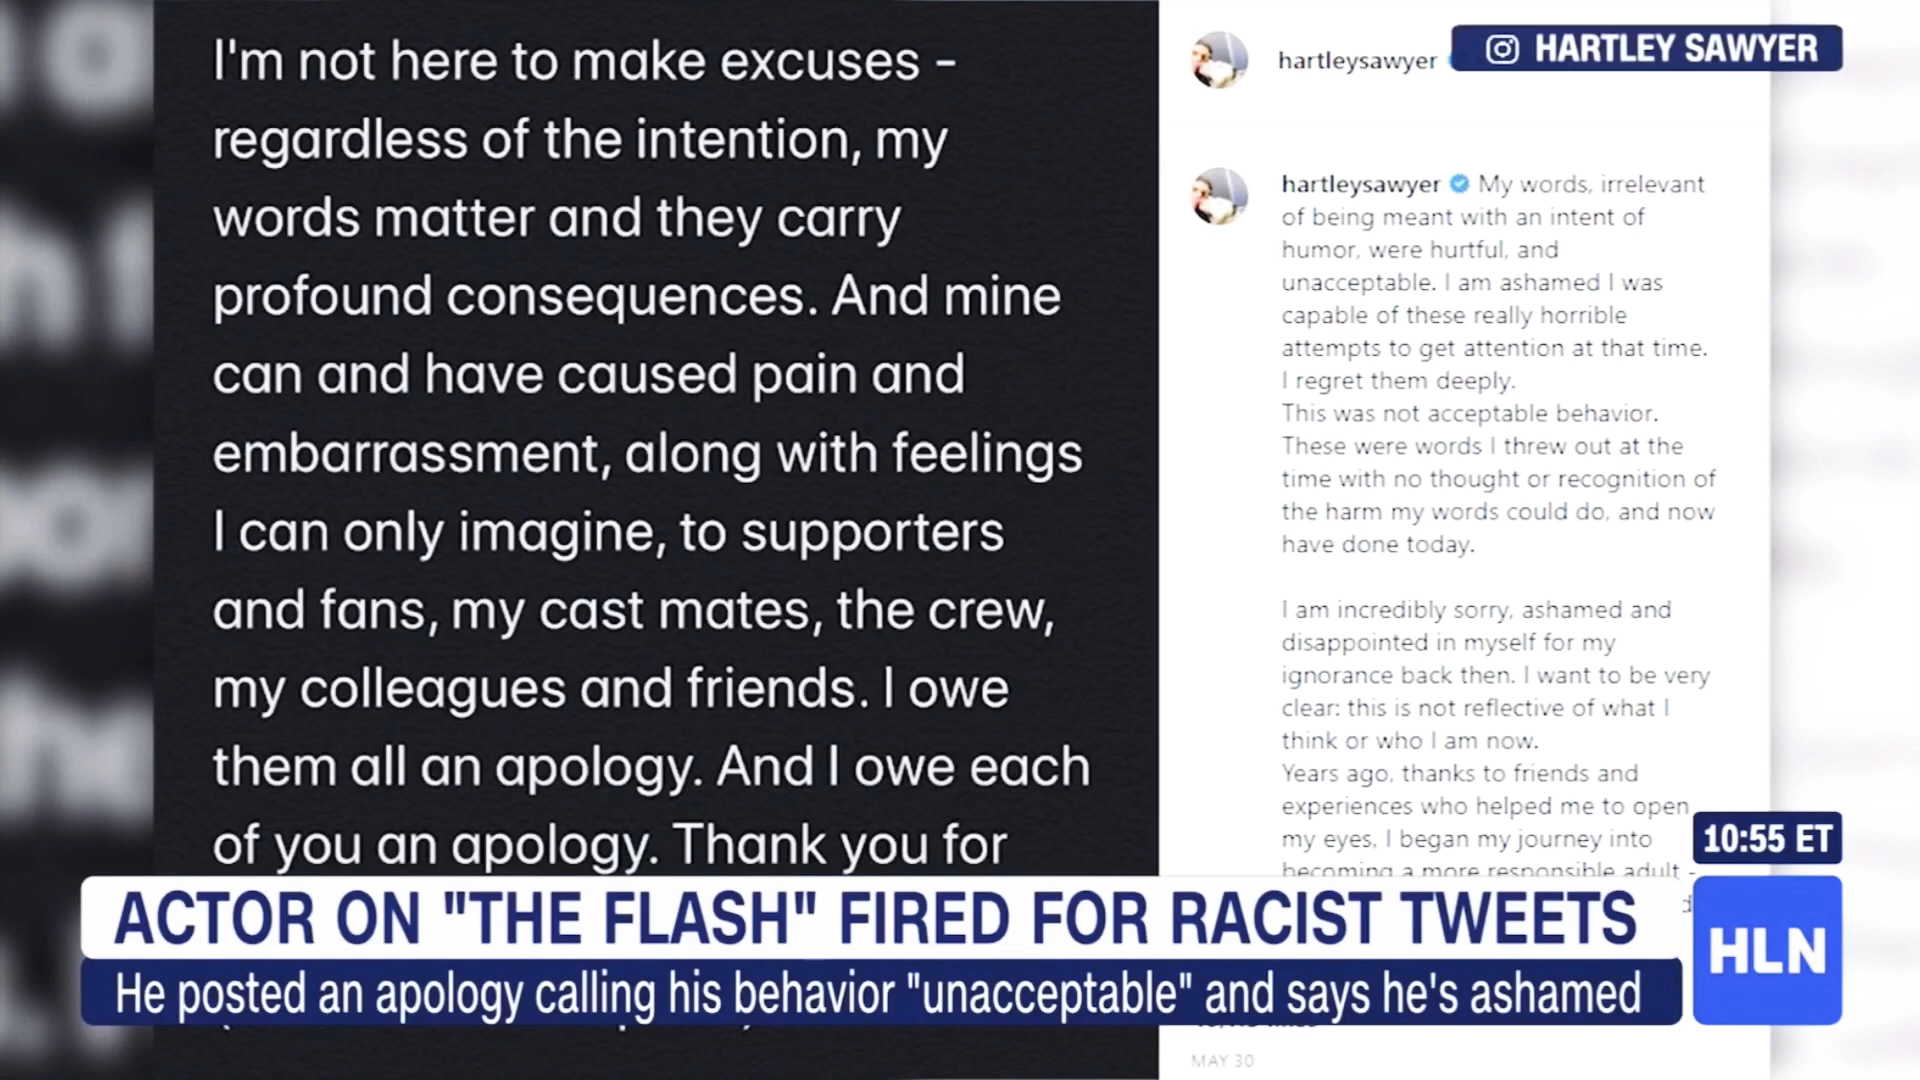 I'm not here to make excuses -
regardless of the intention, my
words matter and they carry
profound consequences. And mine
can and have caused pain and
embarrassment, along with feelings
I can only imagine, to supporters
and fans, my cast mates, the crew,
my colleagues and friends. I owe
them all an apology. And I owe each
of you an apology. Thank you for
hartleysawyer
HARTLEY SAWYER
hartleysawyer My words, irrelevant
of being meant with an intent of
humor, were hurtful, and
unacceptable. I am ashamed I was
capable of these really horrible
attempts to get attention at that time.
I regret them deeply.
This was not acceptable behavior.
These were words I threw out at the
time with no thought or recognition of
the harm my words could do, and now
have done today.
I am incredibly sorry, ashamed and
disappointed in myself for my
ignorance back then. I want to be very
clear: this is not reflective of what I
think or who I am now.
Years ago, thanks to friends and
experiences who helped me to open
my eyes, I began my journey into
becoming a more responsible adult -
MAY 30
10:55 ET
ACTOR ON "THE FLASH" FIRED FOR RACIST TWEETS
He posted an apology calling his behavior "unacceptable" and says he's ashamed
HLN